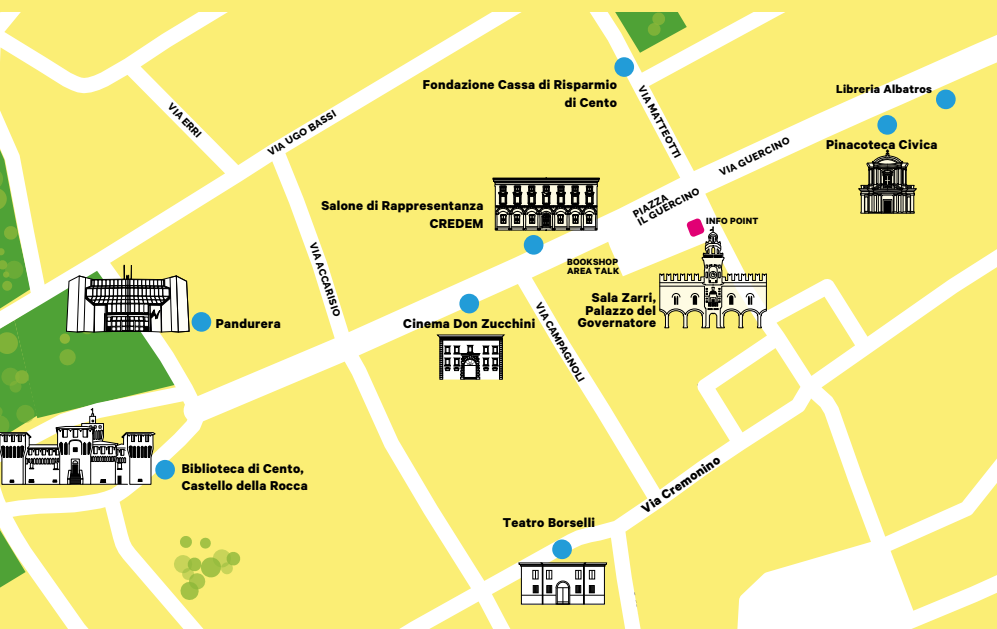 Fondazione Cassa di Risparmio
di Cento
Libreria Albatros
VIA ERRI
VIA UGO BASSI
VIA MATTEOTTI
VIA GUERCINO
Pinacoteca Civica
Salone di Rappresentanza
CREDEM
PIAZZA
IL GUERCINO
INFO POINT
VIA ACCARISIO
BOOKSHOP
AREA TALK
Sala Zarri,
Palazzo del
Governatore
Pandurera
Cinema Don Zucchini
VIA CAMPAGNOLI
Biblioteca di Cento,
Castello della Rocca
Via Cremonino
Teatro Borselli